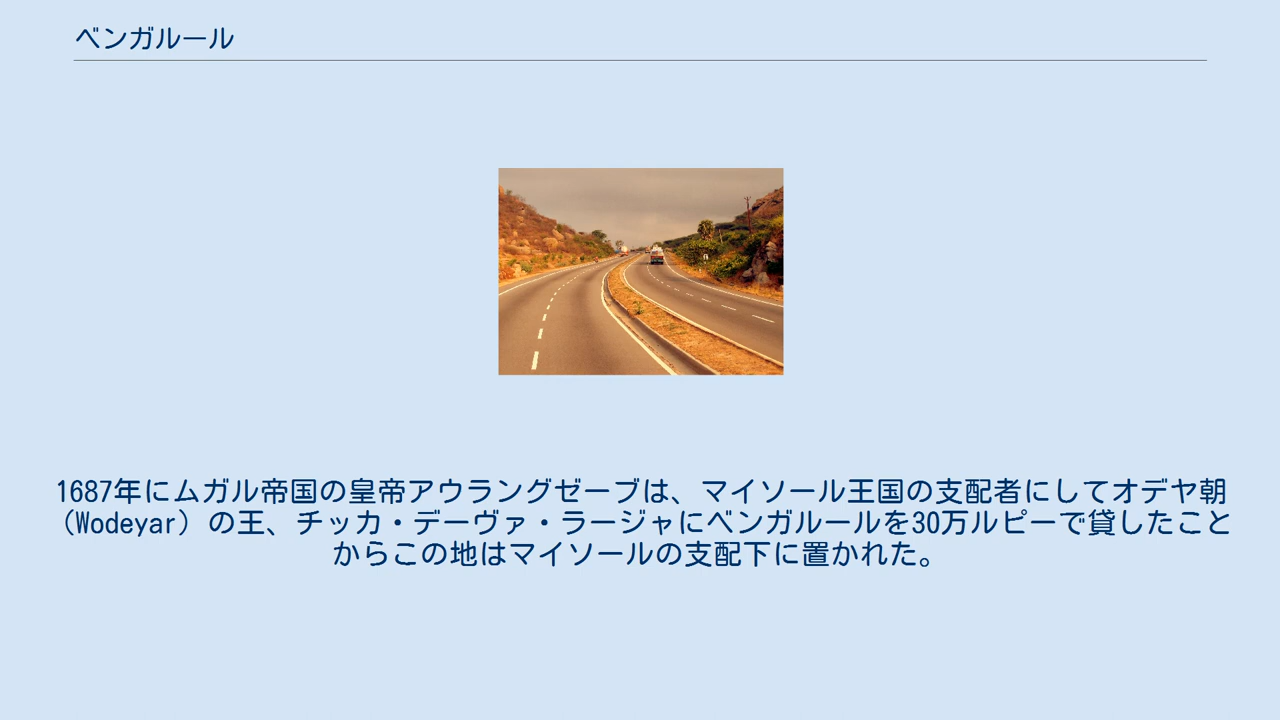 ベンガルール
1687年にムガル帝国の皇帝アウラングゼーブは、マイソール王国の支配者にしてオデヤ朝
（Wodeyar）の王、チッカ・デーヴァ・ラージャにベンガルールを30万ルピーで貸したこと
からこの地はマイソールの支配下に置かれた。